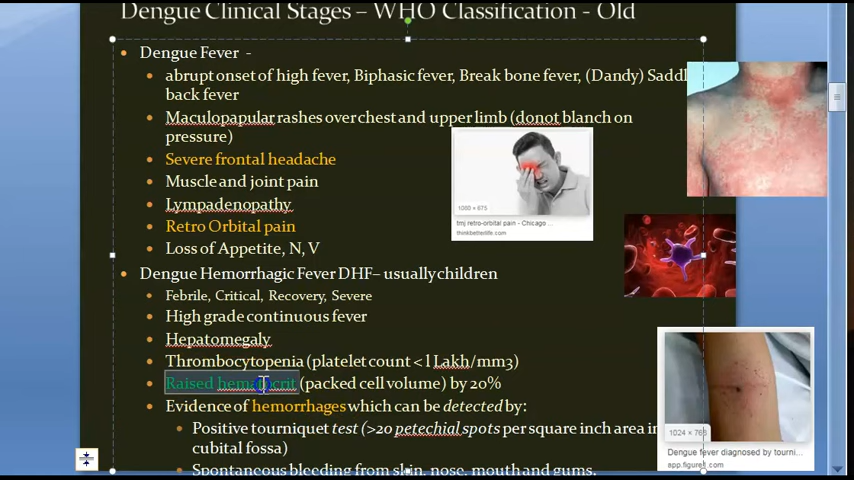 Dengue Clinical Stages – WHO Classification - Old
Dengue Fever -
abrupt onset of high fever, Biphasic fever, Break bone fever, (Dandy) Saddl
back fever
Maculopapular rashes over chest and upper limb (donot blanch on
pressure)
Severe frontal headache
Muscle and joint pain
Lympadenopathy
Retro Orbital pain
Loss of Appetite, N, V
1080 × 675
tmj retro-orbital pain - Chicago ...
thinkbetterlife.com
Dengue Hemorrhagic Fever DHF– usually children
Febrile, Critical, Recovery, Severe
High grade continuous fever
Hepatomegaly
Thrombocytopenia (platelet count < 1 Lakh/mm3)
Raised hematocrit (packed cell volume) by 20%
Evidence of hemorrhages which can be detected by:
Positive tourniquet test (>20 petechial spots per square inch area in
cubital fossa)
Spontaneous bleeding from skin, nose, mouth and gums.
1024 × 768
Dengue fever diagnosed by tourni...